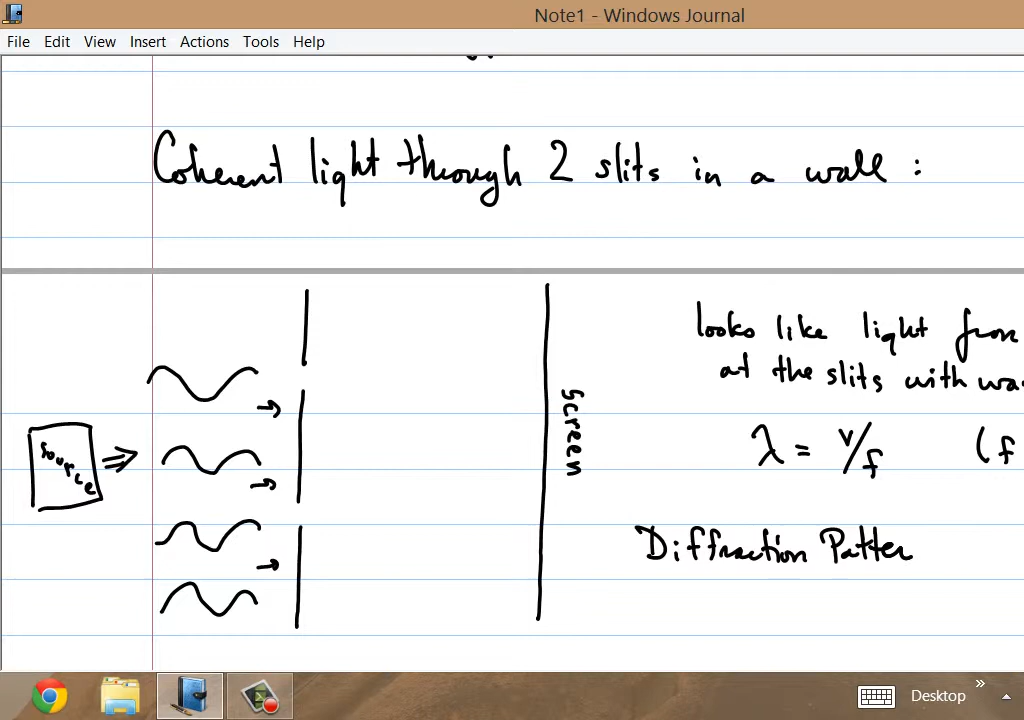 Note1 - Windows Journal
File Edit View Insert Actions Tools Help
Coherent light through 2 slits in a wall :
looks like light from
at the slits with
λ = v/f (f
Source
Screen
Diffraction Patter
Desktop